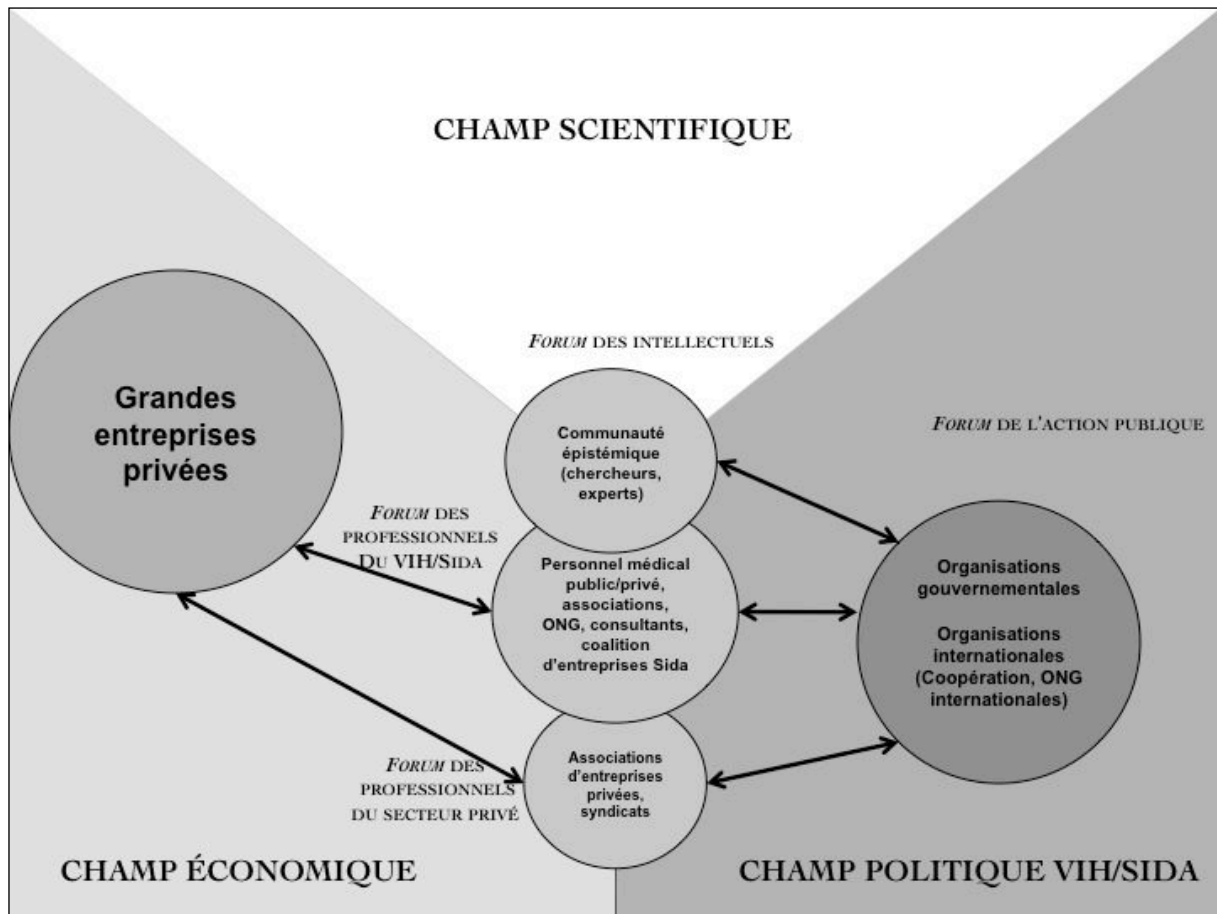 CHAMP SCIENTIFIQUE
FORUM DES INTELLECTUELS
Grandes
entreprises
privées
Communauté
épistémique
(chercheurs,
experts)
FORUM DE L'ACTION PUBLIQUE
FORUM DES
PROFESSIONNELS
DU VIH/SIDA
Personnel médical
public/privé,
associations,
ONG, consultants,
coalition
d'entreprises Sida
Organisations
gouvernementales
Organisations
internationales
(Coopération, ONG
internationales)
FORUM DES
PROFESSIONNELS
DU SECTEUR PRIVÉ
Associations
d'entreprises
privées,
syndicats
CHAMP ÉCONOMIQUE
CHAMP POLITIQUE VIH/SIDA